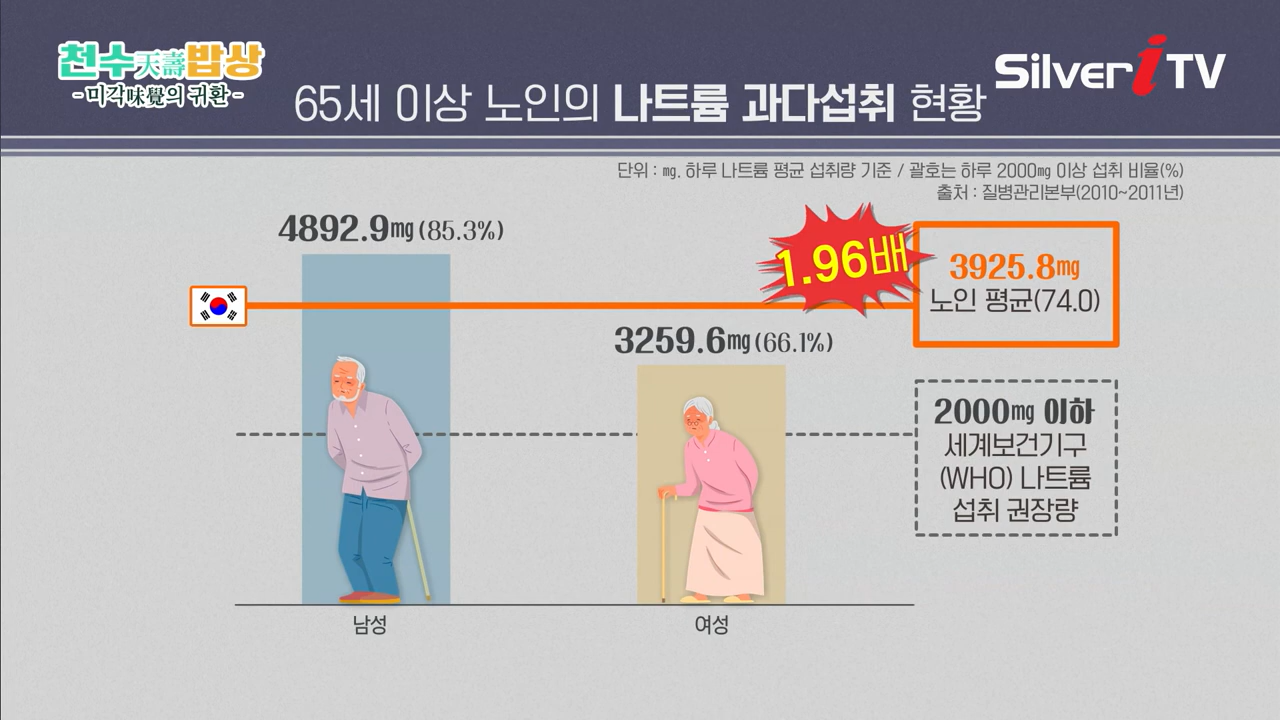 천수天壽밥상
-미각味覺의 귀환-
Silver i TV
65세 이상 노인의 나트륨 과다섭취 현황
단위 : ㎎. 하루 나트륨 평균 섭취량 기준 / 괄호는 하루 2000㎎ 이상 섭취 비율(%)
출처 : 질병관리본부(2010~2011년)
4892.9㎎ (85.3%)
1.96배
3925.8㎎
노인 평균(74.0)
3259.6㎎ (66.1%)
2000㎎ 이하
세계보건기구
(WHO) 나트륨
섭취 권장량
남성
여성